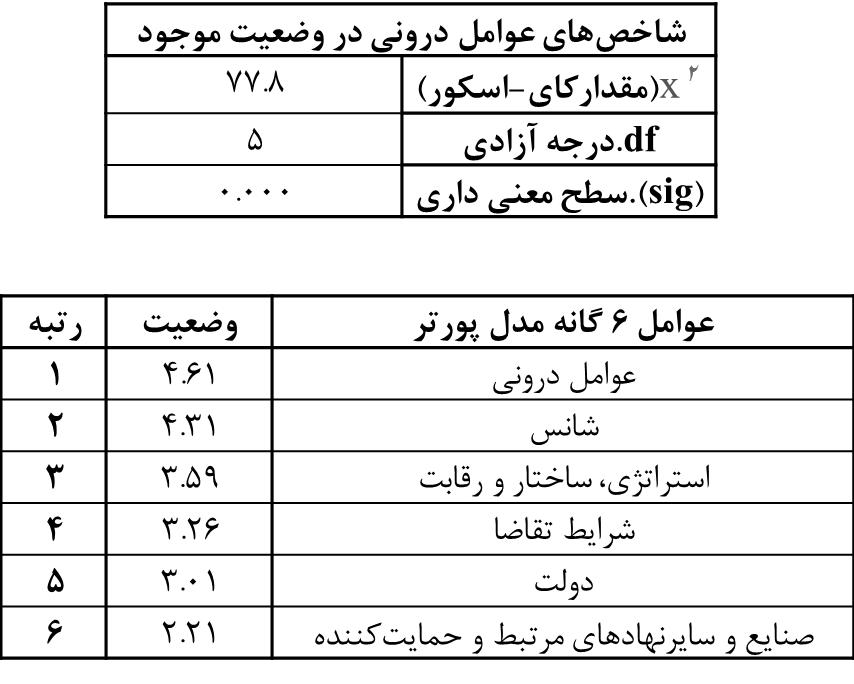 شاخص‌های عوامل درونی در وضعیت موجود
x۲(مقدارکای-اسکور) ۷۷.۸
df.درجه آزادی ۵
(sig).سطح معنی داری ۰.۰۰۰
عوامل ۶ گانه مدل پورتر وضعیت رتبه
عوامل درونی ۴.۶۱ ۱
شانس ۴.۳۱ ۲
استراتژی، ساختار و رقابت ۳.۵۹ ۳
شرایط تقاضا ۳.۲۶ ۴
دولت ۳.۰۱ ۵
صنایع و سایرنهادهای مرتبط و حمایت‌کننده ۲.۲۱ ۶